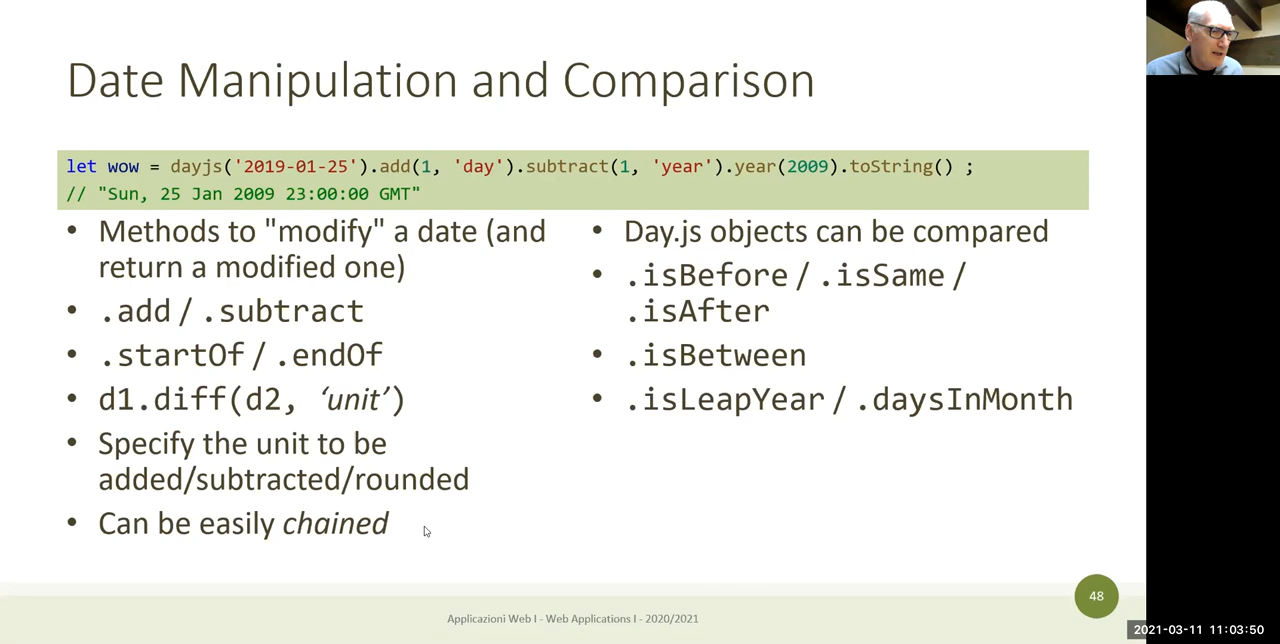 Date Manipulation and Comparison
let wow = dayjs('2019-01-25').add(1, 'day').subtract(1, 'year').year(2009).toString() ;
// "Sun, 25 Jan 2009 23:00:00 GMT"
• Methods to "modify" a date (and
return a modified one)
• .add / .subtract
• .startOf / .endOf
• d1.diff(d2, ‘unit’)
• Specify the unit to be
added/subtracted/rounded
• Can be easily chained
• Day.js objects can be compared
• .isBefore / .isSame /
.isAfter
• .isBetween
• .isLeapYear / .daysInMonth
Applicazioni Web I - Web Applications I - 2020/2021
48
2021-03-11 11:03:50